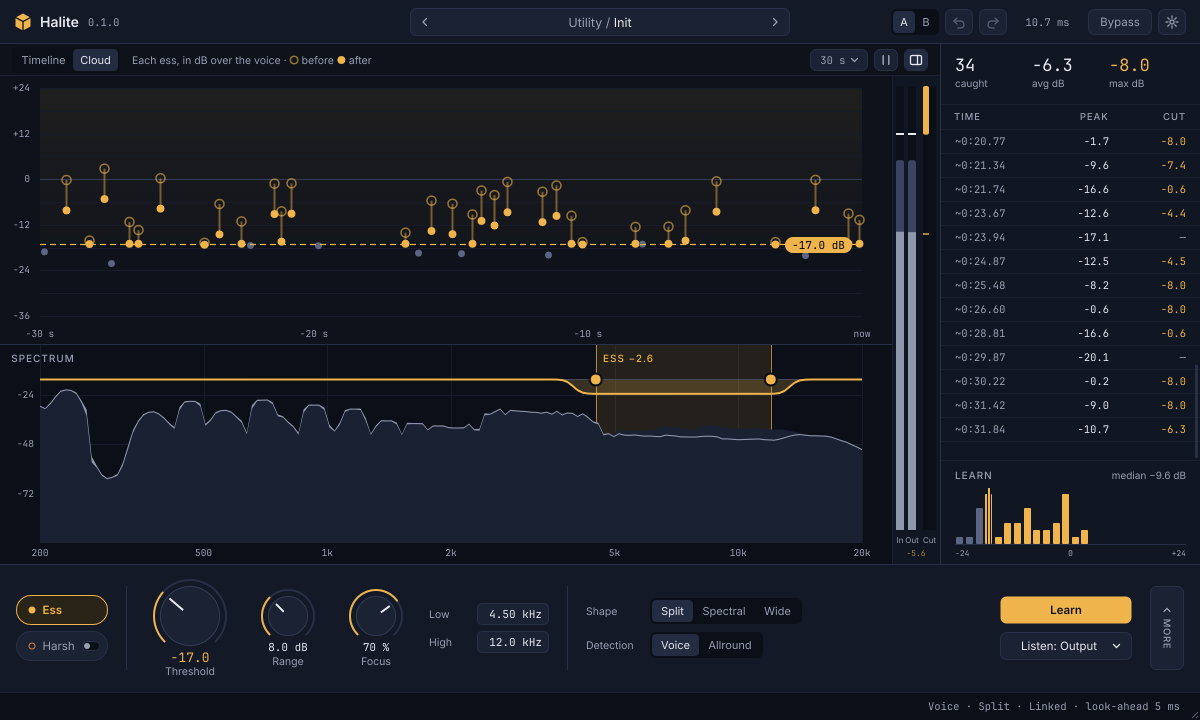 Halite 0.1.0
Utility / Init
A B
10.7 ms
Bypass
Timeline Cloud Each ess, in dB over the voice · before after
30 s
34 -6.3 -8.0
caught avg dB max dB
TIME PEAK CUT
~0:20.77 -1.7 -8.0
~0:21.34 -9.6 -7.4
~0:21.74 -16.6 -0.6
~0:23.67 -12.6 -4.4
~0:23.94 -17.1 –
~0:24.87 -12.5 -4.5
~0:25.48 -8.2 -8.0
~0:26.60 -0.6 -8.0
~0:28.81 -16.6 -0.6
~0:29.87 -20.1 –
~0:30.22 -0.2 -8.0
~0:31.42 -9.0 -8.0
~0:31.84 -10.7 -6.3
+24
+12
0
-12
-17.0 dB
-24
-36
-30 s -20 s -10 s now
SPECTRUM
ESS −2.6
-24
-48
-72
200 500 1k 2k 5k 10k 20k
In Out Cut
-5.6
LEARN median −9.6 dB
-24 0 +24
Ess
Harsh
-17.0
Threshold
8.0 dB
Range
70 %
Focus
Low 4.50 kHz
High 12.0 kHz
Shape Split Spectral Wide
Detection Voice Allround
Learn
Listen: Output
MORE
Voice · Split · Linked · look-ahead 5 ms